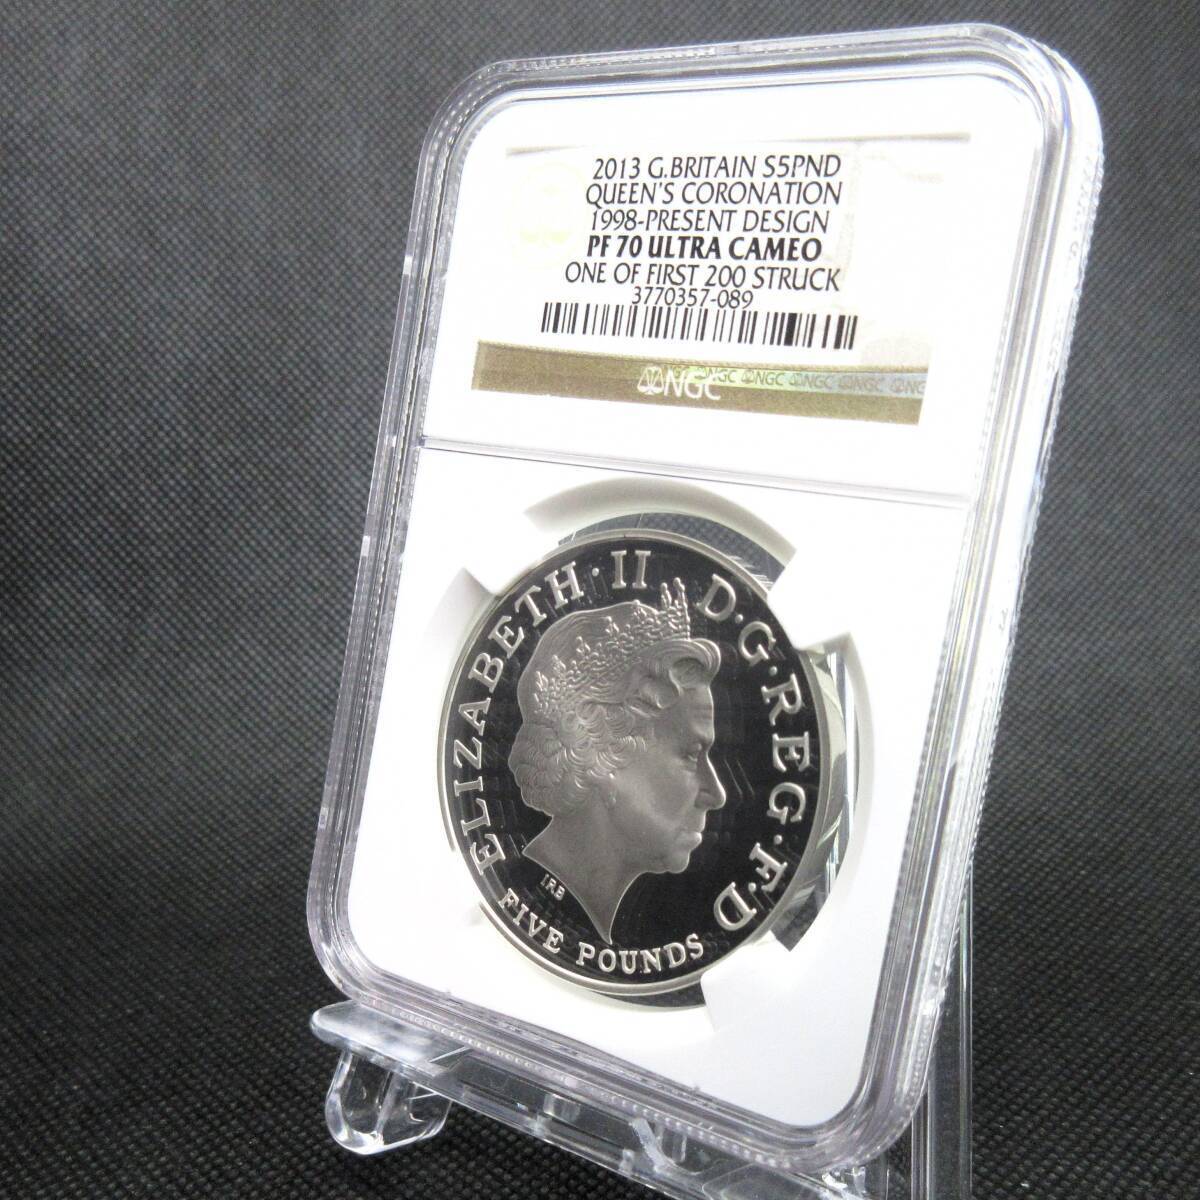 2013 G.BRITAIN S5PND
QUEEN'S CORONATION
1998-PRESENT DESIGN
PF 70 ULTRA CAMEO
ONE OF FIRST 200 STRUCK
3770357-089
NGC NGC NGC NGC NGC NG
ELIZABETH · II D·G·REG·F·D
IRB
FIVE POUNDS